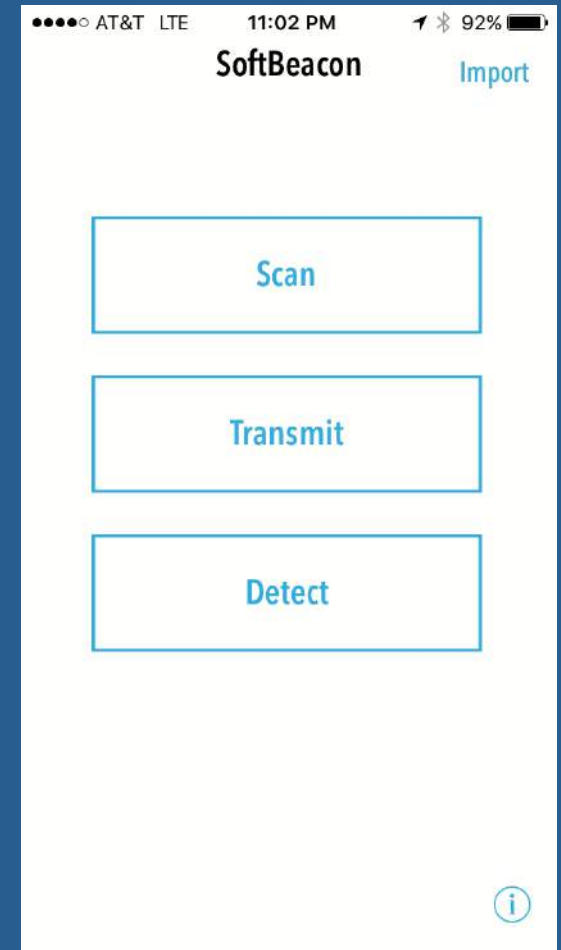 AT&T LTE 11:02 PM 92%
SoftBeacon
Import
Scan
Transmit
Detect
i